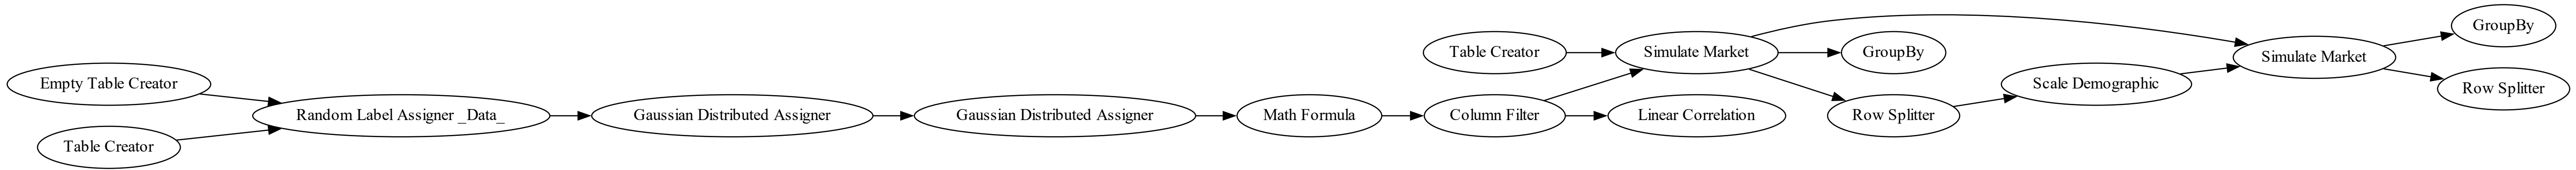 Empty Table Creator
Table Creator
Random Label Assigner _Data_
Gaussian Distributed Assigner
Gaussian Distributed Assigner
Math Formula
Table Creator
Column Filter
Simulate Market
Linear Correlation
GroupBy
Row Splitter
Scale Demographic
Simulate Market
GroupBy
Row Splitter